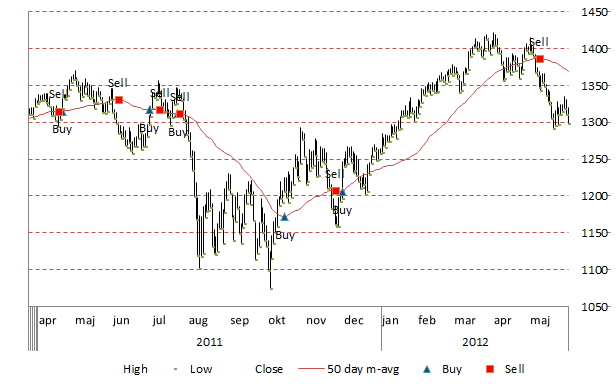 1450
1400
1350
1300
1250
1200
1150
1100
1050
Sell
Buy
Sell
Buy
Sell
Sell
Buy
Buy
Sell
Buy
Sell
apr maj jun jul aug sep okt nov dec jan feb mar apr maj
2011 2012
High Low Close 50 day m-avg Buy Sell